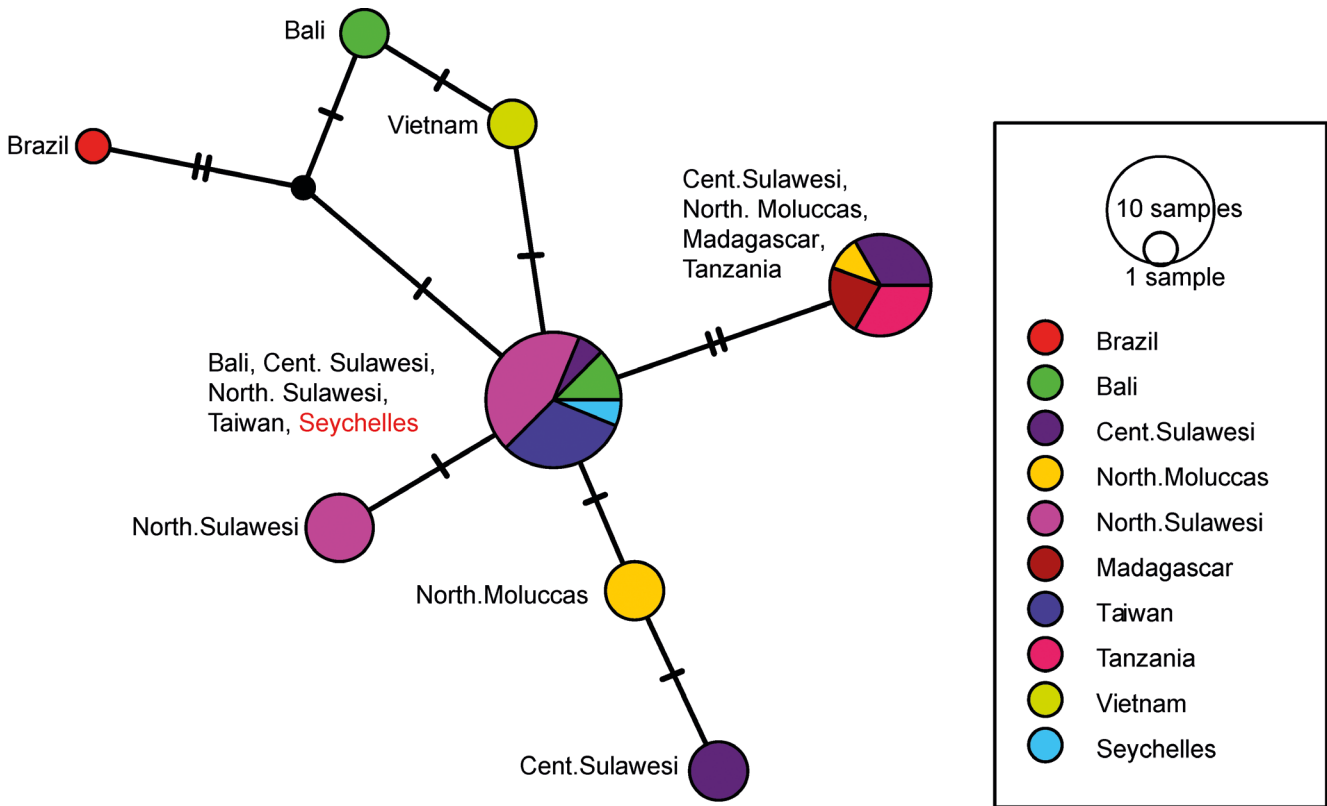 Bali
Brazil
Vietnam
Cent.Sulawesi,
North. Moluccas,
Madagascar,
Tanzania
Bali, Cent. Sulawesi,
North. Sulawesi,
Taiwan, Seychelles
North.Sulawesi
North.Moluccas
Cent.Sulawesi
10 samples
1 sample
Brazil
Bali
Cent.Sulawesi
North.Moluccas
North.Sulawesi
Madagascar
Taiwan
Tanzania
Vietnam
Seychelles